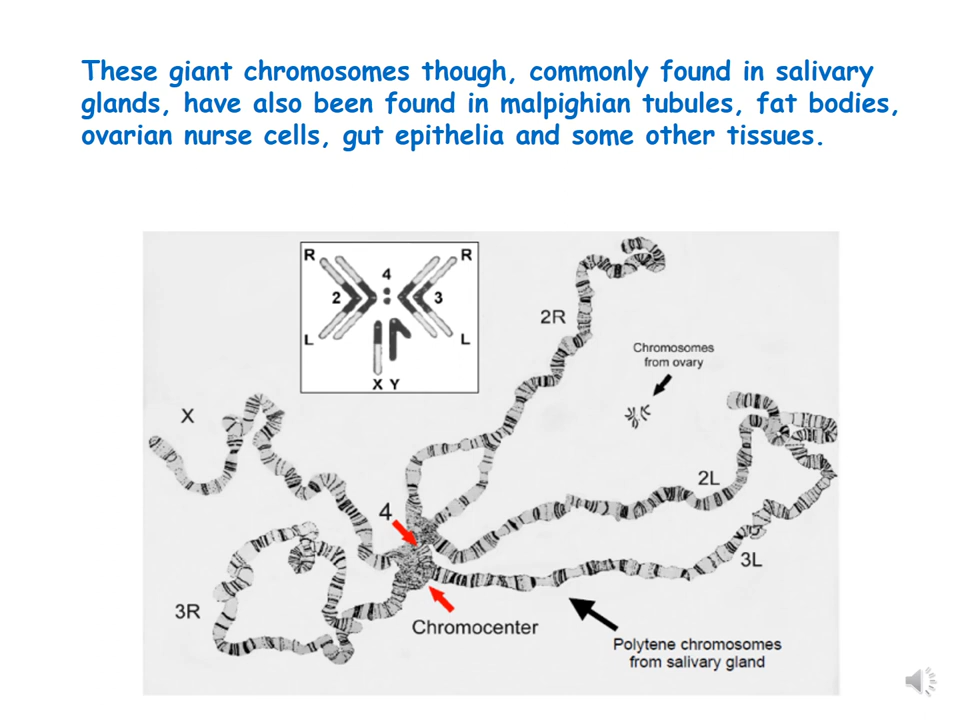 These giant chromosomes though, commonly found in salivary
glands, have also been found in malpighian tubules, fat bodies,
ovarian nurse cells, gut epithelia and some other tissues.
R
R
4
2
3
L
L
X Y
2R
Chromosomes
from ovary
X
2L
4
3L
3R
Chromocenter
Polytene chromosomes
from salivary gland